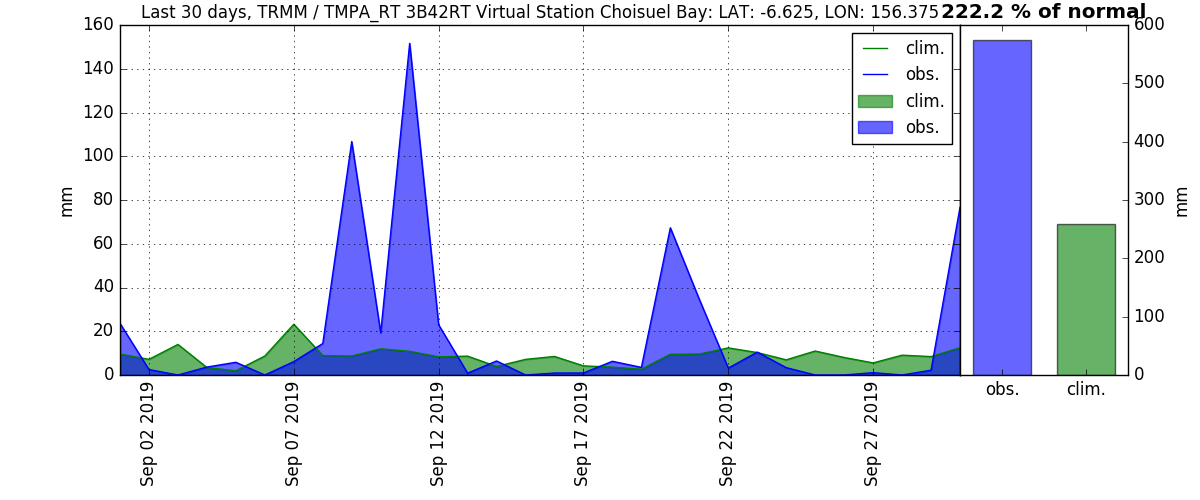 Last 30 days, TRMM / TMPA_RT 3B42RT Virtual Station Choisuel Bay: LAT: -6.625, LON: 156.375
222.2 % of normal
160
140
120
100
80
60
40
20
0
mm
clim.
obs.
clim.
obs.
Sep 02 2019
Sep 07 2019
Sep 12 2019
Sep 17 2019
Sep 22 2019
Sep 27 2019
600
500
400
300
200
100
0
mm
obs.
clim.